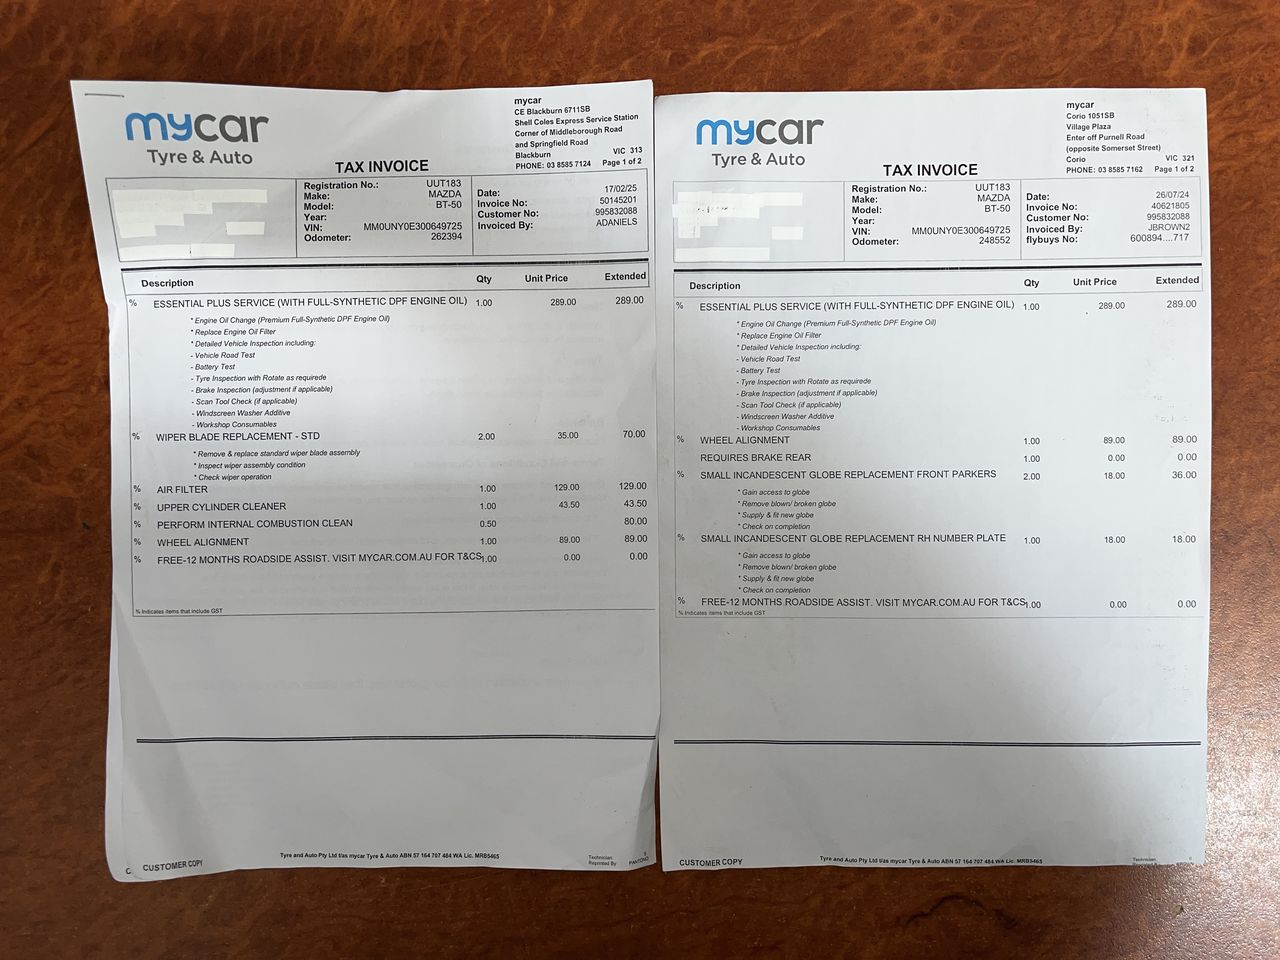 mycar
Tyre & Auto
TAX INVOICE
mycar
CE Blackburn 6711SB
Shell Coles Express Service Station
Corner of Middleborough Road
and Springfield Road
Blackburn VIC 313
PHONE: 03 8585 7124 Page 1 of 2
Registration No.: UUT183
Make: MAZDA
Model: BT-50
Year:
VIN: MM0UNY0E300649725
Odometer: 262394
Date: 17/02/25
Invoice No: 50145201
Customer No: 995832088
Invoiced By: ADANIELS
Description Qty Unit Price Extended
% ESSENTIAL PLUS SERVICE (WITH FULL-SYNTHETIC DPF ENGINE OIL) 1.00 289.00 289.00
* Engine Oil Change (Premium Full-Synthetic DPF Engine Oil)
* Replace Engine Oil Filter
* Detailed Vehicle Inspection including:
- Vehicle Road Test
- Battery Test
- Tyre Inspection with Rotate as requirede
- Brake Inspection (adjustment if applicable)
- Scan Tool Check (if applicable)
- Windscreen Washer Additive
- Workshop Consumables
% WIPER BLADE REPLACEMENT - STD 2.00 35.00 70.00
* Remove & replace standard wiper blade assembly
* Inspect wiper assembly condition
* Check wiper operation
% AIR FILTER 1.00 129.00 129.00
% UPPER CYLINDER CLEANER 1.00 43.50 43.50
% PERFORM INTERNAL COMBUSTION CLEAN 0.50 80.00
% WHEEL ALIGNMENT 1.00 89.00 89.00
% FREE-12 MONTHS ROADSIDE ASSIST. VISIT MYCAR.COM.AU FOR T&CS 1.00 0.00 0.00
% Indicates items that include GST
CUSTOMER COPY
Tyre and Auto Pty Ltd t/as mycar Tyre & Auto ABN 57 164 707 484 WA Lic. MRB5465
Technician
Reprinted By PANTONO
mycar
Tyre & Auto
TAX INVOICE
mycar
Corio 1051SB
Village Plaza
Enter off Purnell Road
(opposite Somerset Street)
Corio VIC 321
PHONE: 03 8585 7162 Page 1 of 2
Registration No.: UUT183
Make: MAZDA
Model: BT-50
Year:
VIN: MM0UNY0E300649725
Odometer: 248552
Date: 26/07/24
Invoice No: 40621805
Customer No: 995832088
Invoiced By: JBROWN2
flybuys No: 600894....717
Description Qty Unit Price Extended
% ESSENTIAL PLUS SERVICE (WITH FULL-SYNTHETIC DPF ENGINE OIL) 1.00 289.00 289.00
* Engine Oil Change (Premium Full-Synthetic DPF Engine Oil)
* Replace Engine Oil Filter
* Detailed Vehicle Inspection including:
- Vehicle Road Test
- Battery Test
- Tyre Inspection with Rotate as requirede
- Brake Inspection (adjustment if applicable)
- Scan Tool Check (if applicable)
- Windscreen Washer Additive
- Workshop Consumables
% WHEEL ALIGNMENT 1.00 89.00 89.00
REQUIRES BRAKE REAR 1.00 0.00 0.00
% SMALL INCANDESCENT GLOBE REPLACEMENT FRONT PARKERS 2.00 18.00 36.00
* Gain access to globe
* Remove blown/ broken globe
* Supply & fit new globe
* Check on completion
% SMALL INCANDESCENT GLOBE REPLACEMENT RH NUMBER PLATE 1.00 18.00 18.00
* Gain access to globe
* Remove blown/ broken globe
* Supply & fit new globe
* Check on completion
% FREE-12 MONTHS ROADSIDE ASSIST. VISIT MYCAR.COM.AU FOR T&CS 1.00 0.00 0.00
% Indicates items that include GST
CUSTOMER COPY
Tyre and Auto Pty Ltd t/as mycar Tyre & Auto ABN 57 164 707 484 WA Lic. MRB5465
Technician
Reprinted By